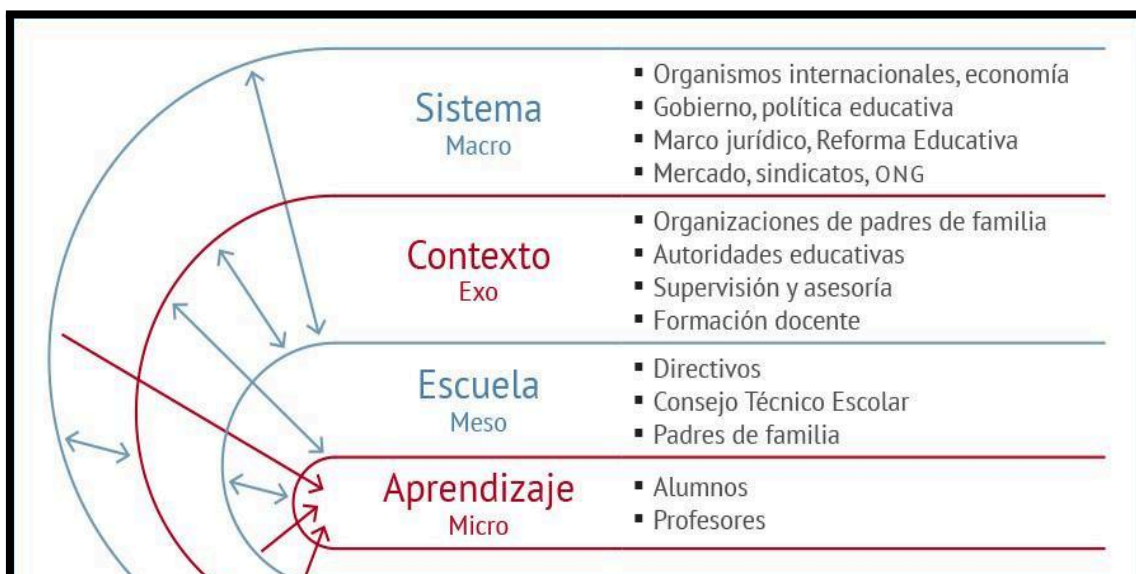 Sistema
Macro
▪ Organismos internacionales, economía
▪ Gobierno, política educativa
▪ Marco jurídico, Reforma Educativa
▪ Mercado, sindicatos, ONG
Contexto
Exo
▪ Organizaciones de padres de familia
▪ Autoridades educativas
▪ Supervisión y asesoría
▪ Formación docente
Escuela
Meso
▪ Directivos
▪ Consejo Técnico Escolar
▪ Padres de familia
Aprendizaje
Micro
▪ Alumnos
▪ Profesores